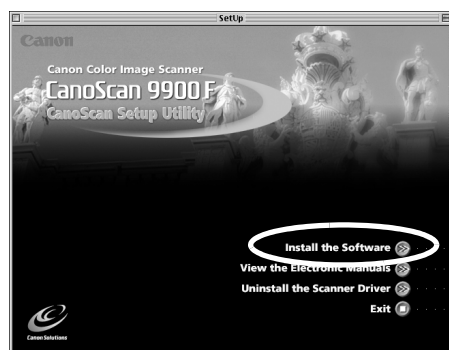 SetUp
Canon
Canon Color Image Scanner
CanoScan 9900 F
CanoScan Setup Utility
Install the Software
View the Electronic Manuals
Uninstall the Scanner Driver
Exit
Canon Solutions